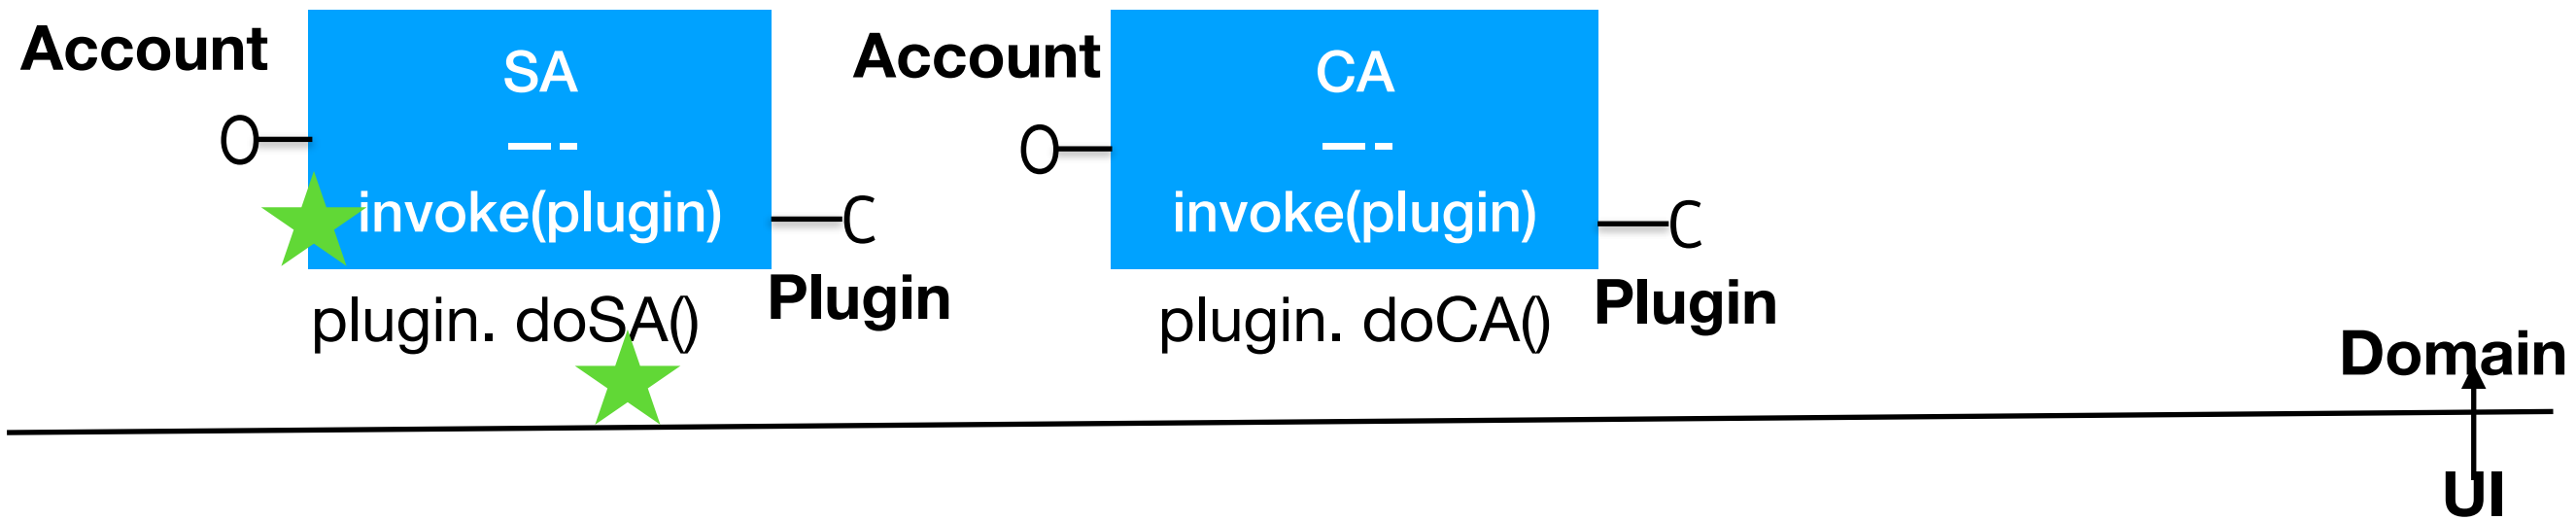 Account
SA
—-
invoke(plugin)
plugin. doSA()
Plugin
Account
CA
—-
invoke(plugin)
plugin. doCA()
Plugin
Domain
UI